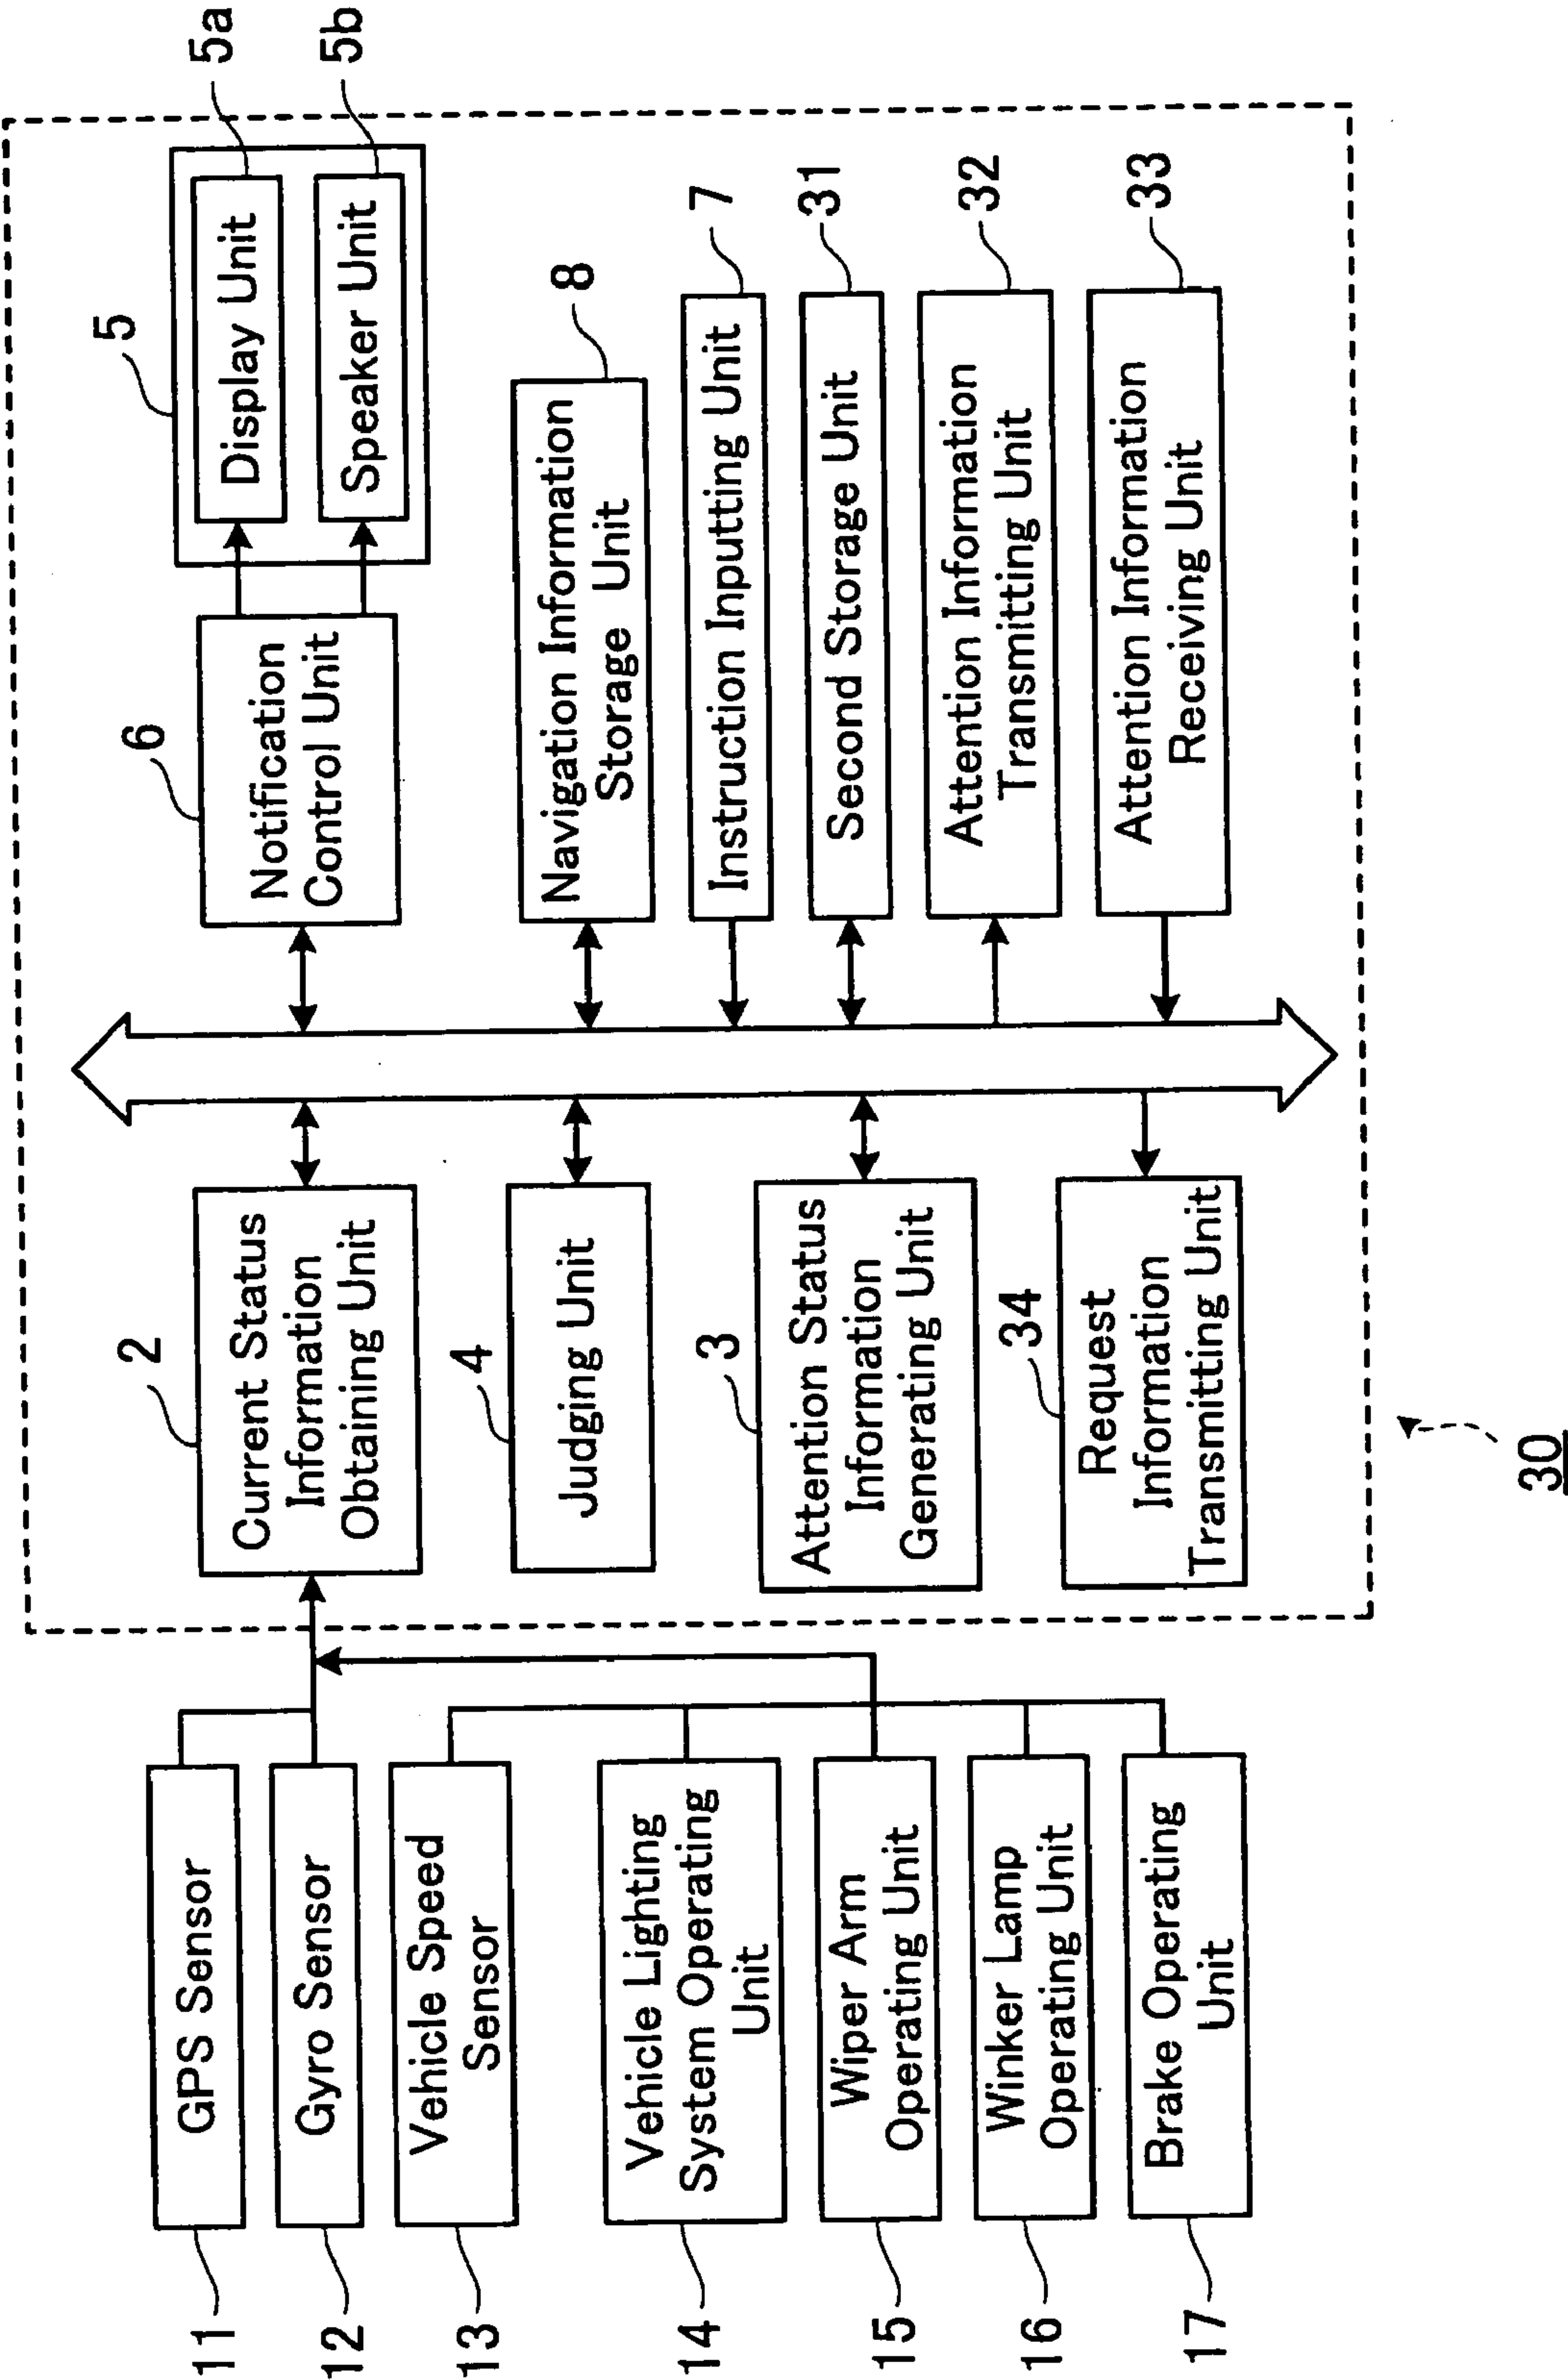 11
GPS Sensor
12
Gyro Sensor
13
Vehicle Speed
Sensor
14
Vehicle Lighting
System Operating
Unit
15
Wiper Arm
Operating Unit
16
Winker Lamp
Operating Unit
17
Brake Operating
Unit
2
Current Status
Information
Obtaining Unit
4
Judging Unit
3
Attention Status
Information
Generating Unit
34
Request
Information
Transmitting Unit
6
Notification
Control Unit
5
Display Unit
5a
Speaker Unit
5b
Navigation Information
Storage Unit
8
Instruction Inputting Unit
7
Second Storage Unit
31
Attention Information
Transmitting Unit
32
Attention Information
Receiving Unit
33
30